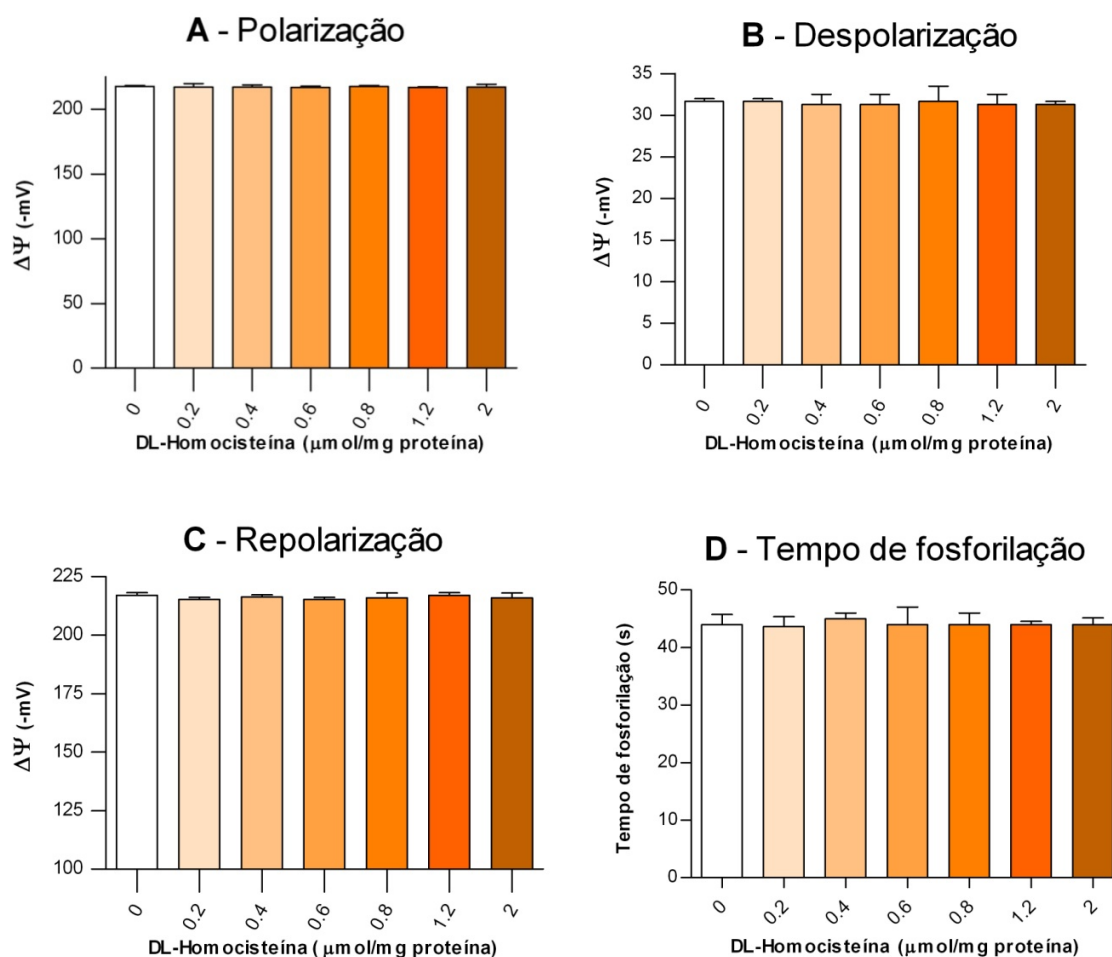 A - Polarização
ΔΨ (-mV)
200
150
100
50
0
0 0.2 0.4 0.6 0.8 1.2 2
DL-Homocisteína (μmol/mg proteína)
B - Despolarização
ΔΨ (-mV)
35
30
25
20
15
10
5
0
0 0.2 0.4 0.6 0.8 1.2 2
DL-Homocisteína (μmol/mg proteína)
C - Repolarização
ΔΨ (-mV)
225
200
175
150
125
100
0 0.2 0.4 0.6 0.8 1.2 2
DL-Homocisteína ( μmol/mg proteína)
D - Tempo de fosforilação
Tempo de fosforilação (s)
50
40
30
20
10
0
0 0.2 0.4 0.6 0.8 1.2 2
DL-Homocisteína (μmol/mg proteína)